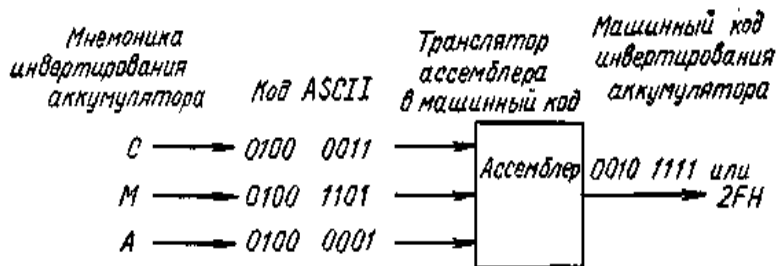 Мнемоника
инвертирования
аккумулятора
Код ASCII
Транслятор
ассемблера
в машинный код
Машинный код
инвертирования
аккумулятора
C 0100 0011
M 0100 1101
A 0100 0001
Ассемблер
0010 1111 или
2FH